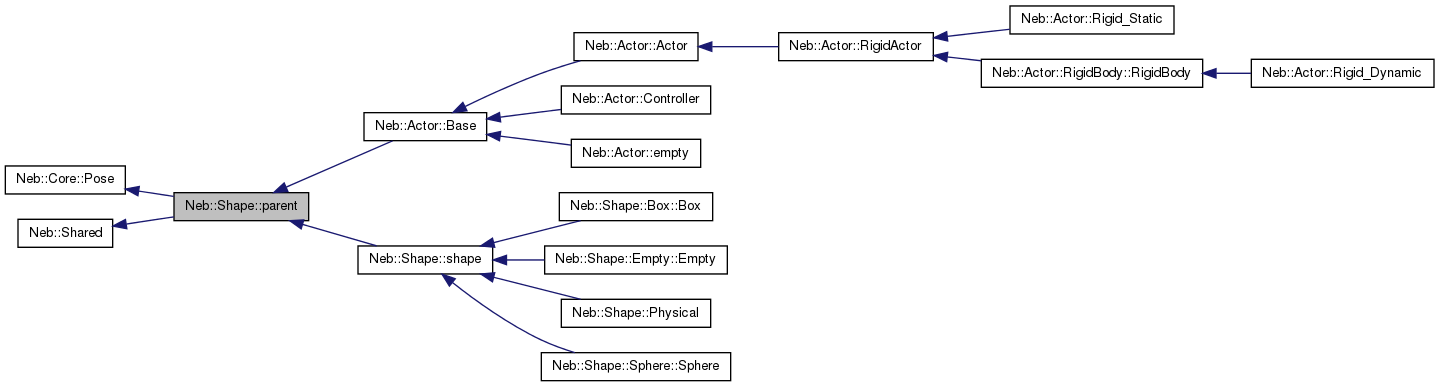 Neb::Actor::Rigid_Static
Neb::Actor::Actor
Neb::Actor::RigidActor
Neb::Actor::RigidBody::RigidBody
Neb::Actor::Rigid_Dynamic
Neb::Actor::Controller
Neb::Actor::Base
Neb::Actor::empty
Neb::Core::Pose
Neb::Shape::parent
Neb::Shared
Neb::Shape::Box::Box
Neb::Shape::shape
Neb::Shape::Empty::Empty
Neb::Shape::Physical
Neb::Shape::Sphere::Sphere